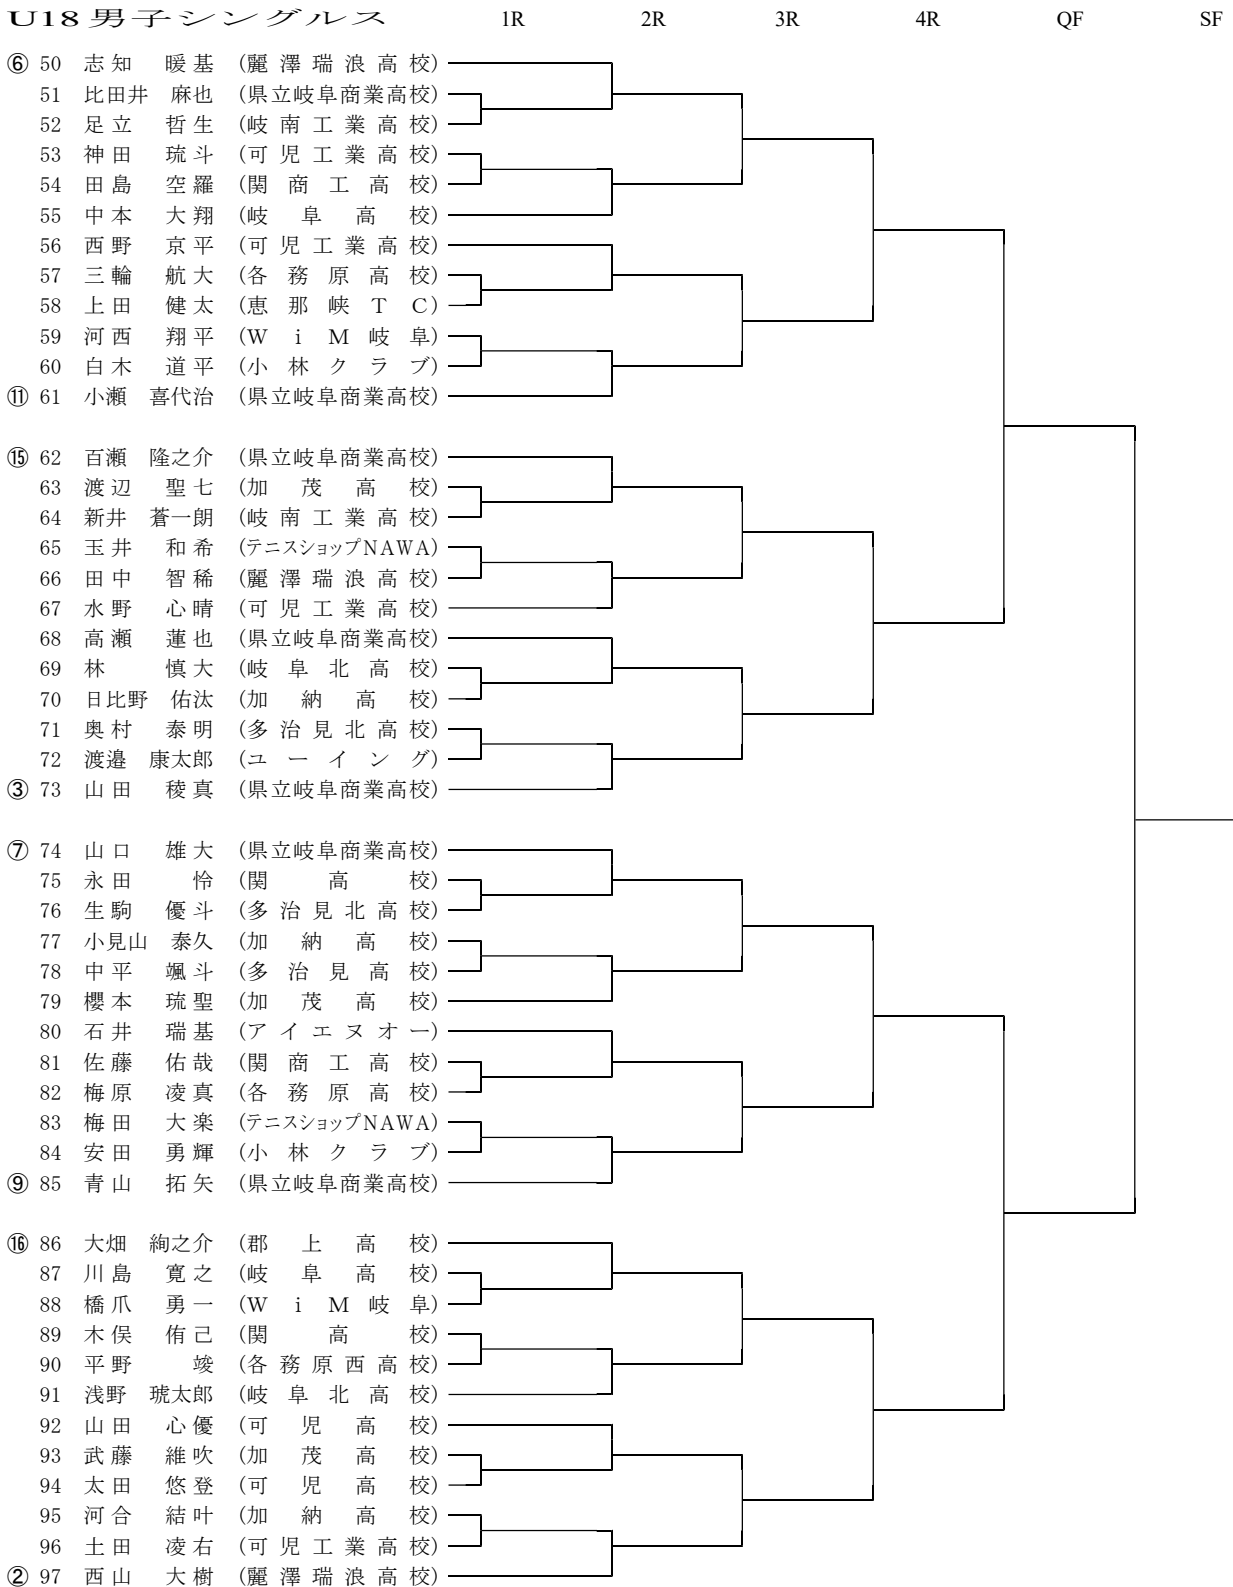 U18男子シングルス 1R 2R 3R 4R QF SF
⑥ 50 志知 暖基 (麗澤瑞浪高校)
51 比田井 麻也 (県立岐阜商業高校)
52 足立 哲生 (岐南工業高校)
53 神田 琉斗 (可児工業高校)
54 田島 空羅 (関商工高校)
55 中本 大翔 (岐阜高校)
56 西野 京平 (可児工業高校)
57 三輪 航大 (各務原高校)
58 上田 健太 (恵那峡TC)
59 河西 翔平 (WiM岐阜)
60 白木 道平 (小林クラブ)
⑪ 61 小瀬 喜代治 (県立岐阜商業高校)
⑮ 62 百瀬 隆之介 (県立岐阜商業高校)
63 渡辺 聖七 (加茂高校)
64 新井 蒼一朗 (岐南工業高校)
65 玉井 和希 (テニスショップNAWA)
66 田中 智稀 (麗澤瑞浪高校)
67 水野 心晴 (可児工業高校)
68 高瀬 蓮也 (県立岐阜商業高校)
69 林 慎大 (岐阜北高校)
70 日比野 佑汰 (加納高校)
71 奥村 泰明 (多治見北高校)
72 渡邉 康太郎 (ユーイング)
③ 73 山田 稜真 (県立岐阜商業高校)
⑦ 74 山口 雄大 (県立岐阜商業高校)
75 永田 怜 (関高校)
76 生駒 優斗 (多治見北高校)
77 小見山 泰久 (加納高校)
78 中平 颯斗 (多治見高校)
79 櫻本 琉聖 (加茂高校)
80 石井 瑞基 (アイエヌオー)
81 佐藤 佑哉 (関商工高校)
82 梅原 凌真 (各務原高校)
83 梅田 大楽 (テニスショップNAWA)
84 安田 勇輝 (小林クラブ)
⑨ 85 青山 拓矢 (県立岐阜商業高校)
⑯ 86 大畑 絢之介 (郡上高校)
87 川島 寛之 (岐阜高校)
88 橋爪 勇一 (WiM岐阜)
89 木俣 侑己 (関高校)
90 平野 竣 (各務原西高校)
91 浅野 琥太郎 (岐阜北高校)
92 山田 心優 (可児高校)
93 武藤 維吹 (加茂高校)
94 太田 悠登 (可児高校)
95 河合 結叶 (加納高校)
96 土田 凌右 (可児工業高校)
② 97 西山 大樹 (麗澤瑞浪高校)